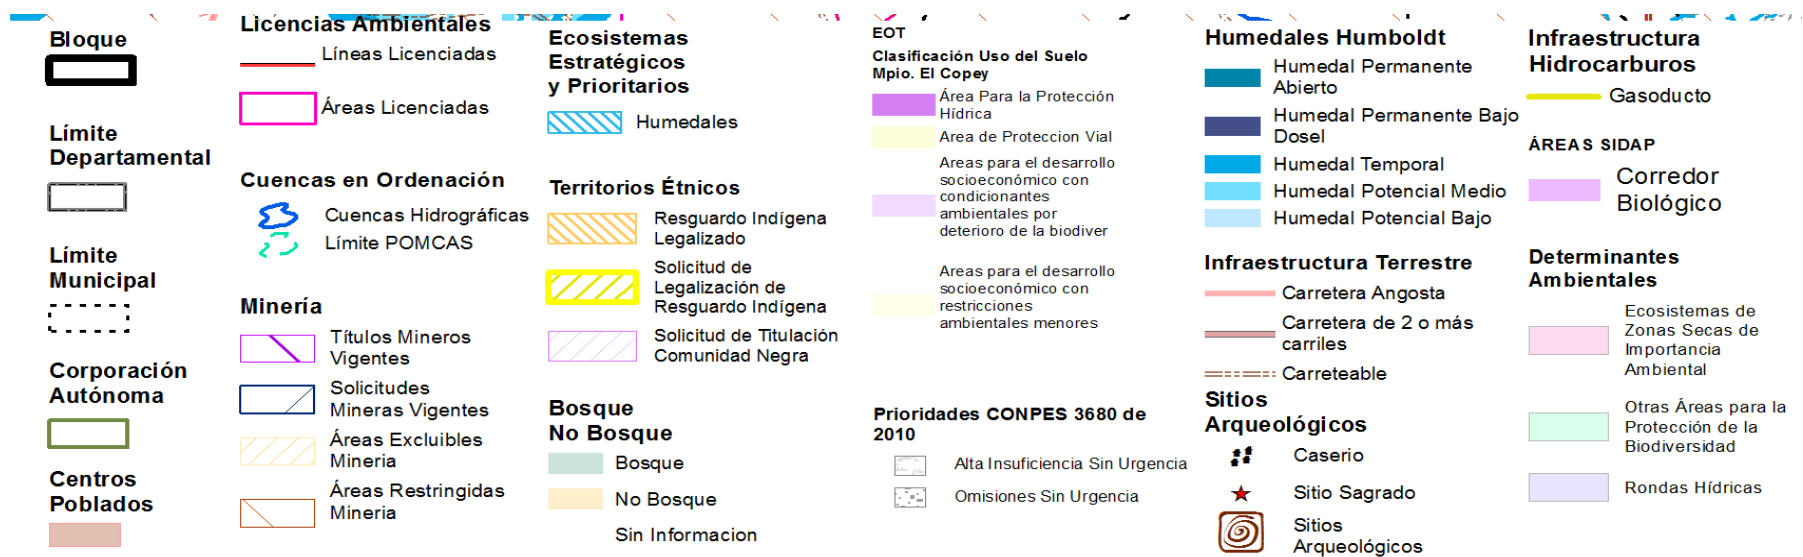 Bloque
Límite
Departamental
Límite
Municipal
Corporación
Autónoma
Centros
Poblados
Licencias Ambientales
Líneas Licenciadas
Áreas Licenciadas
Cuencas en Ordenación
Cuencas Hidrográficas
Límite POMCAS
Minería
Títulos Mineros
Vigentes
Solicitudes
Mineras Vigentes
Áreas Excluibles
Mineria
Áreas Restringidas
Mineria
Ecosistemas
Estratégicos
y Prioritarios
Humedales
Territorios Étnicos
Resguardo Indígena
Legalizado
Solicitud de
Legalización de
Resguardo Indígena
Solicitud de Titulación
Comunidad Negra
Bosque
No Bosque
Bosque
No Bosque
Sin Informacion
EOT
Clasificación Uso del Suelo
Mpio. El Copey
Área Para la Protección
Hídrica
Area de Proteccion Vial
Areas para el desarrollo
socioeconómico con
condicionantes
ambientales por
deterioro de la biodiver
Areas para el desarrollo
socioeconómico con
restricciones
ambientales menores
Prioridades CONPES 3680 de
2010
Alta Insuficiencia Sin Urgencia
Omisiones Sin Urgencia
Humedales Humboldt
Humedal Permanente
Abierto
Humedal Permanente Bajo
Dosel
Humedal Temporal
Humedal Potencial Medio
Humedal Potencial Bajo
Infraestructura Terrestre
Carretera Angosta
Carretera de 2 o más
carriles
Carreteable
Sitios
Arqueológicos
Caserio
Sitio Sagrado
Sitios
Arqueológicos
Infraestructura
Hidrocarburos
Gasoducto
ÁREAS SIDAP
Corredor
Biológico
Determinantes
Ambientales
Ecosistemas de
Zonas Secas de
Importancia
Ambiental
Otras Áreas para la
Protección de la
Biodiversidad
Rondas Hídricas